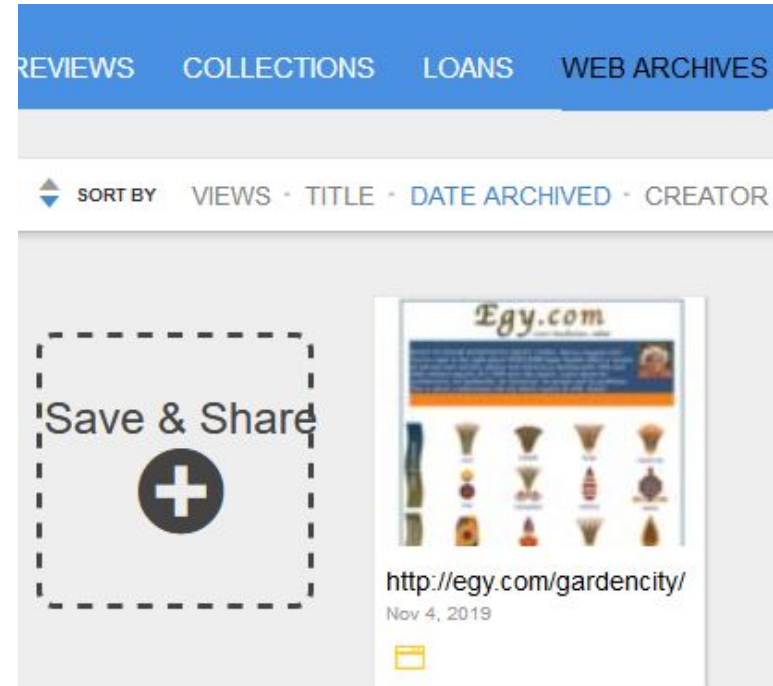 REVIEWS COLLECTIONS LOANS WEB ARCHIVES
SORT BY VIEWS · TITLE · DATE ARCHIVED · CREATOR
Egy.com
Save & Share
http://egy.com/gardencity/
Nov 4, 2019